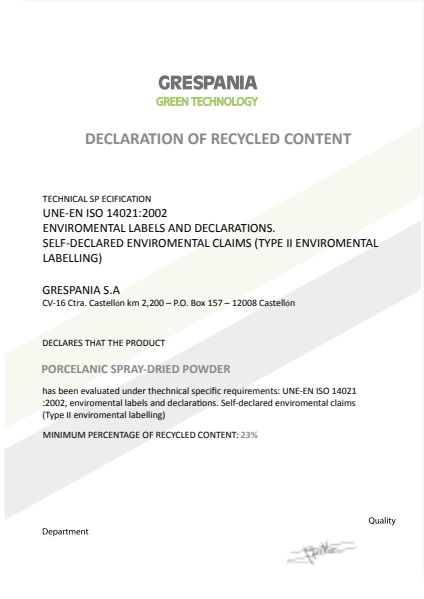 GRESPANIA
GREEN TECHNOLOGY
DECLARATION OF RECYCLED CONTENT
TECHNICAL SP ECIFICATION
UNE-EN ISO 14021:2002
ENVIROMENTAL LABELS AND DECLARATIONS.
SELF-DECLARED ENVIROMENTAL CLAIMS (TYPE II ENVIROMENTAL
LABELLING)
GRESPANIA S.A
CV-16 Ctra. Castellón km 2,200 – P.O. Box 157 – 12008 Castellón
DECLARES THAT THE PRODUCT
PORCELANIC SPRAY-DRIED POWDER
has been evaluated under thechnical specific requirements: UNE-EN ISO 14021
:2002, enviromental labels and declarations. Self-declared enviromental claims
(Type II enviromental labelling)
MINIMUM PERCENTAGE OF RECYCLED CONTENT: 23%
Quality
Department